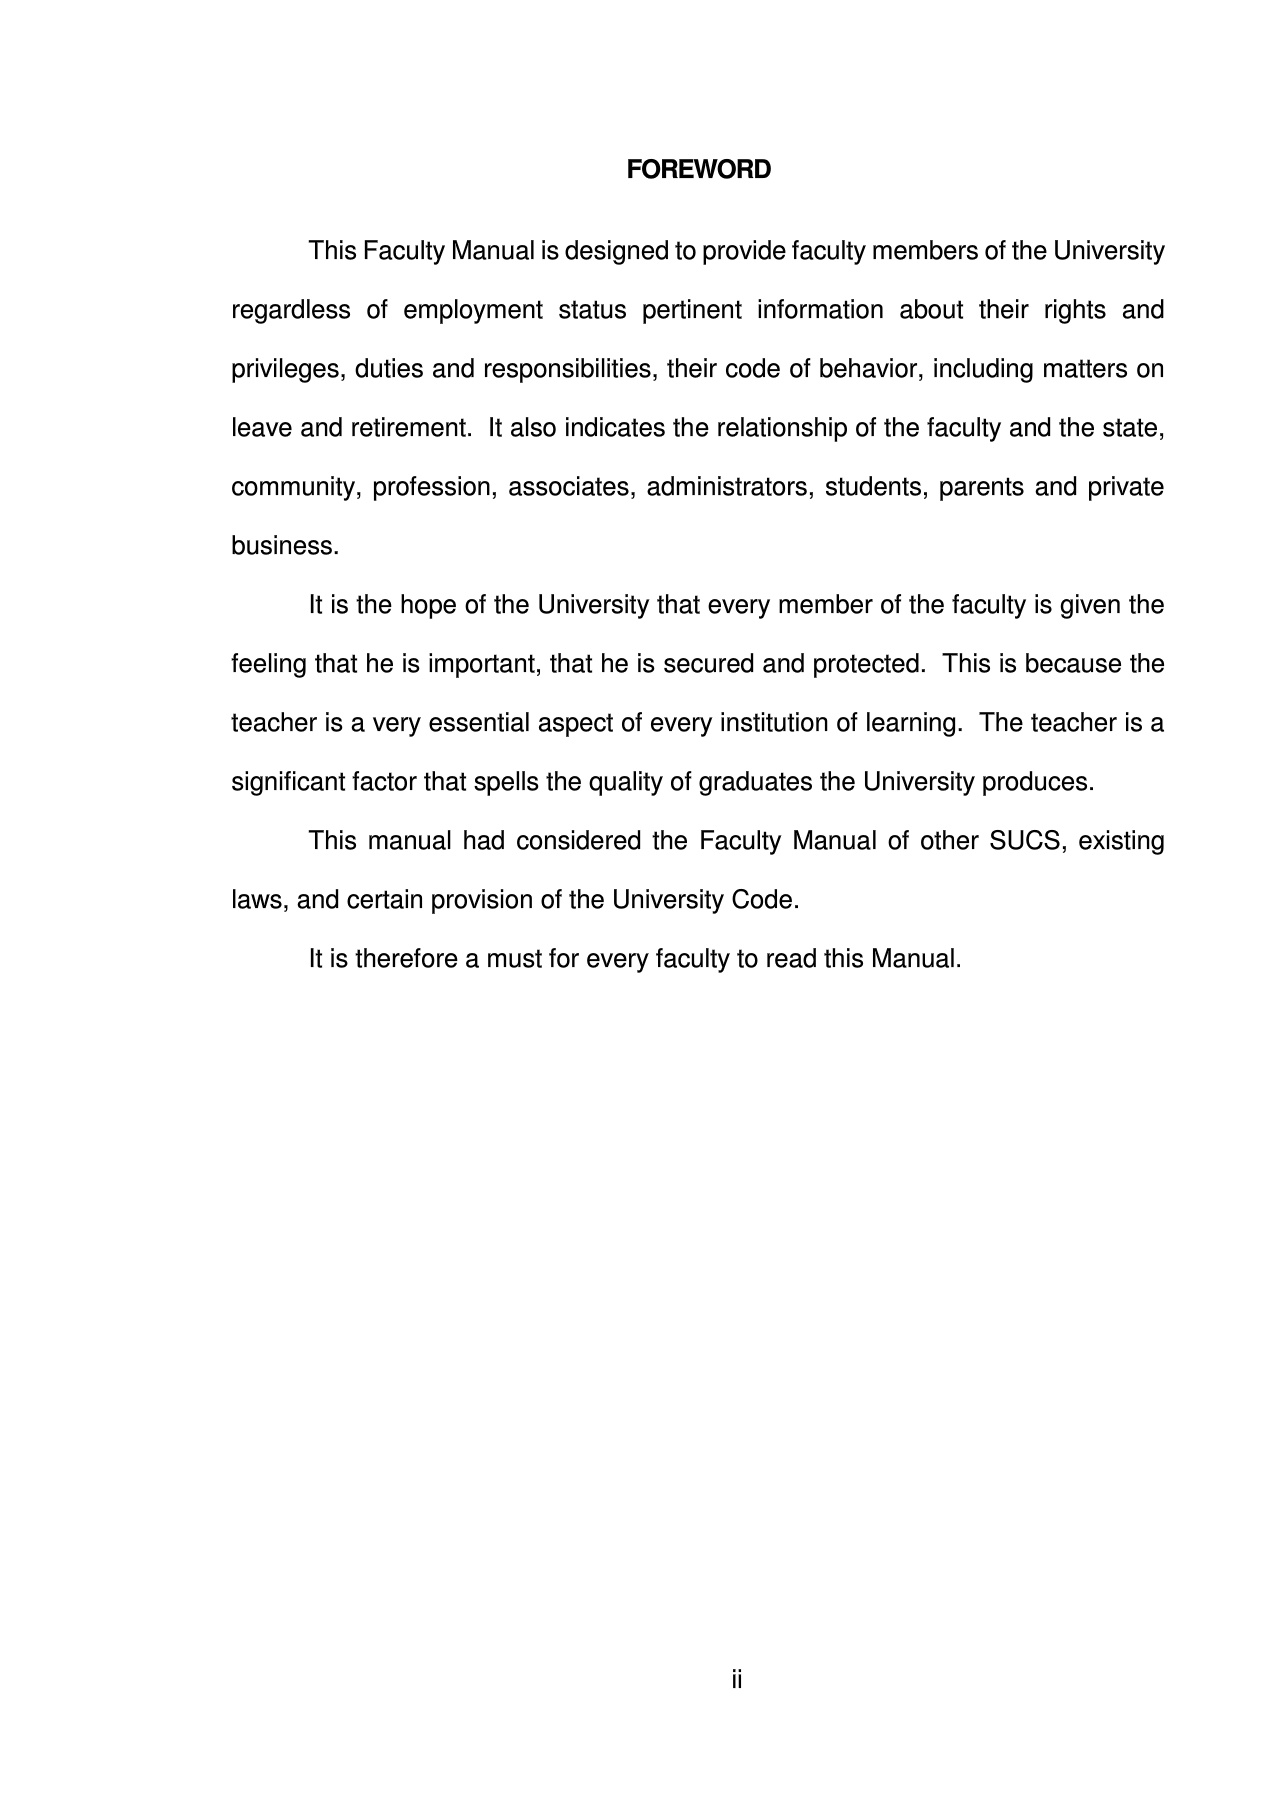 FOREWORD
This Faculty Manual is designed to provide faculty members of the University
regardless of employment status pertinent information about their rights and
privileges, duties and responsibilities, their code of behavior, including matters on
leave and retirement.  It also indicates the relationship of the faculty and the state,
community, profession, associates, administrators, students, parents and private
business.
It is the hope of the University that every member of the faculty is given the
feeling that he is important, that he is secured and protected.  This is because the
teacher is a very essential aspect of every institution of learning.  The teacher is a
significant factor that spells the quality of graduates the University produces.
This manual had considered the Faculty Manual of other SUCS, existing
laws, and certain provision of the University Code.
It is therefore a must for every faculty to read this Manual.
ii